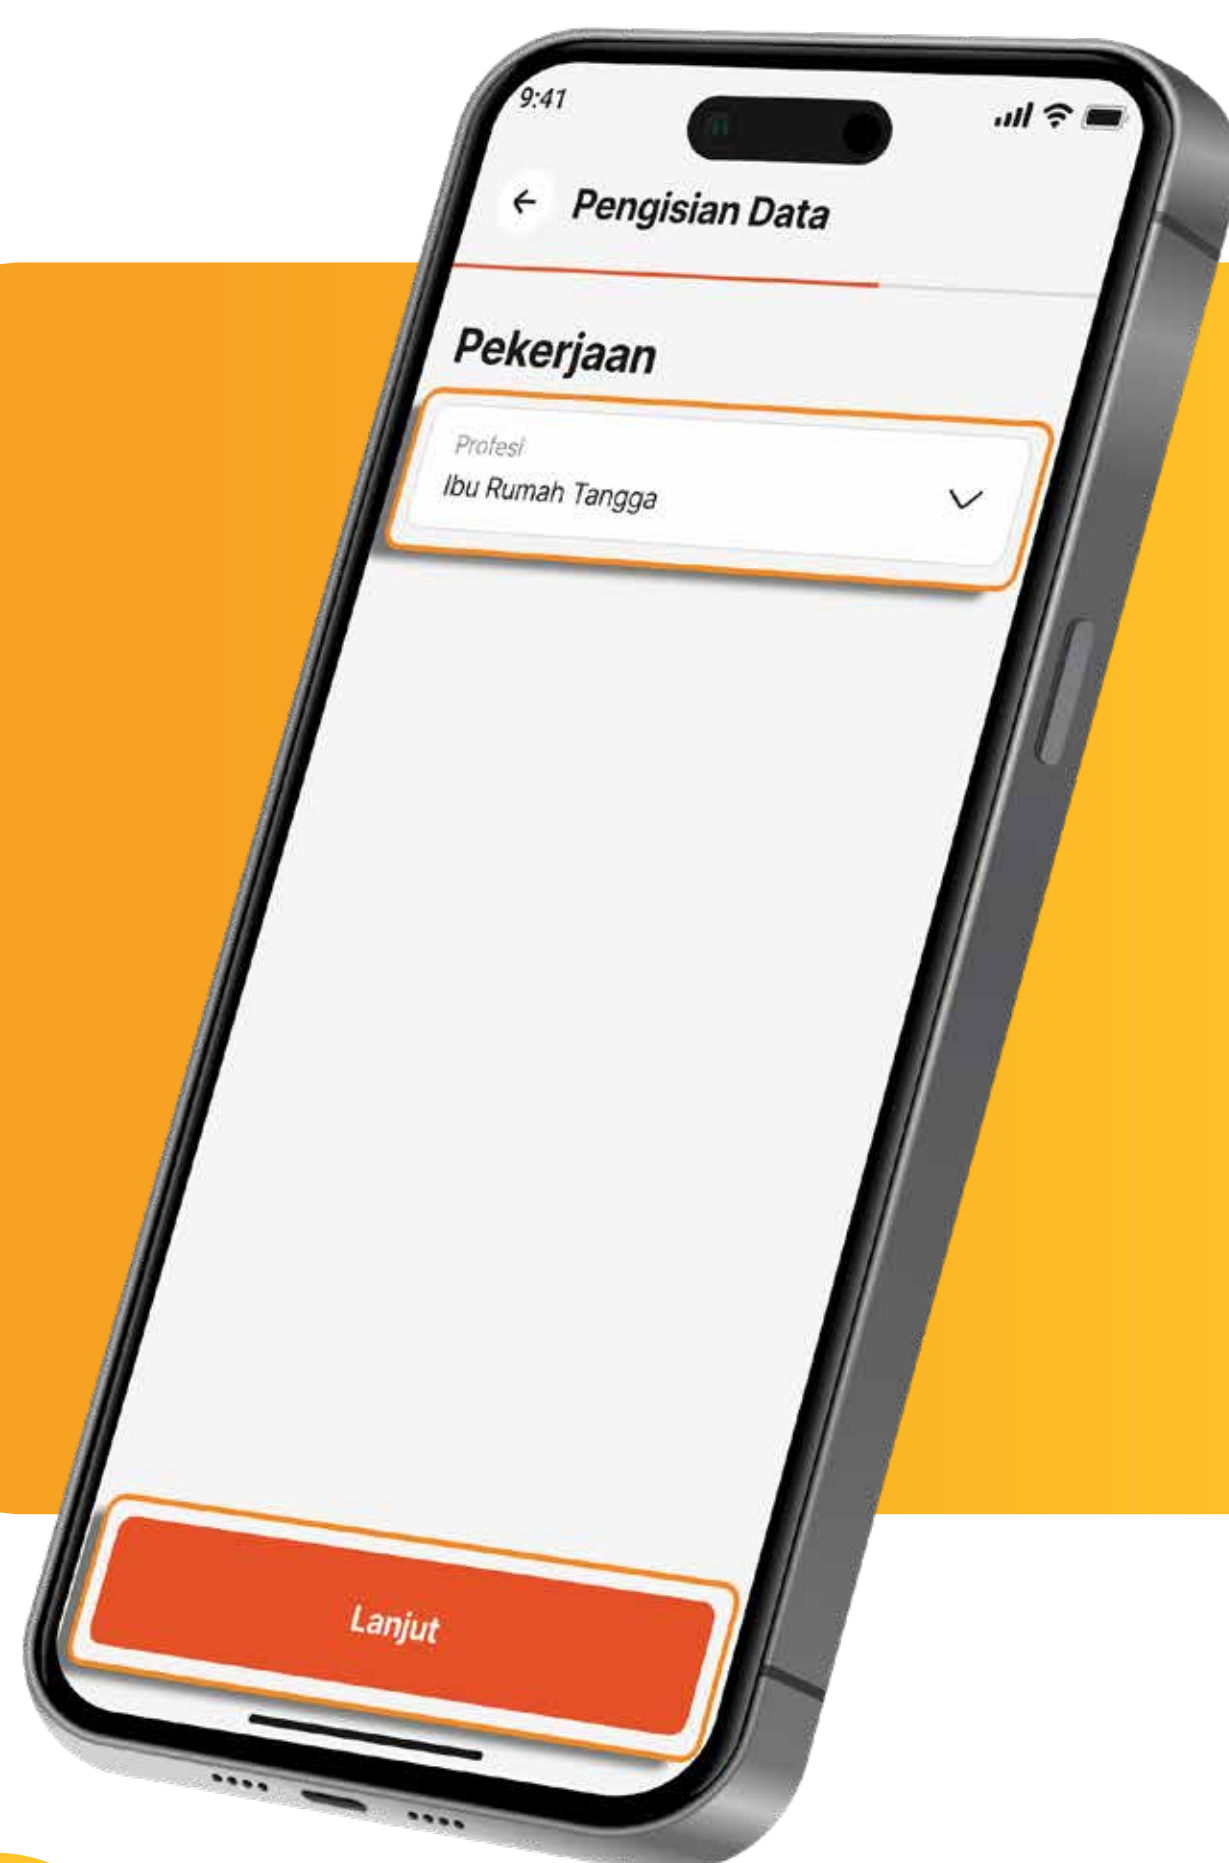 9:41
Pengisian Data
Pekerjaan
Profesi
Ibu Rumah Tangga
Lanjut